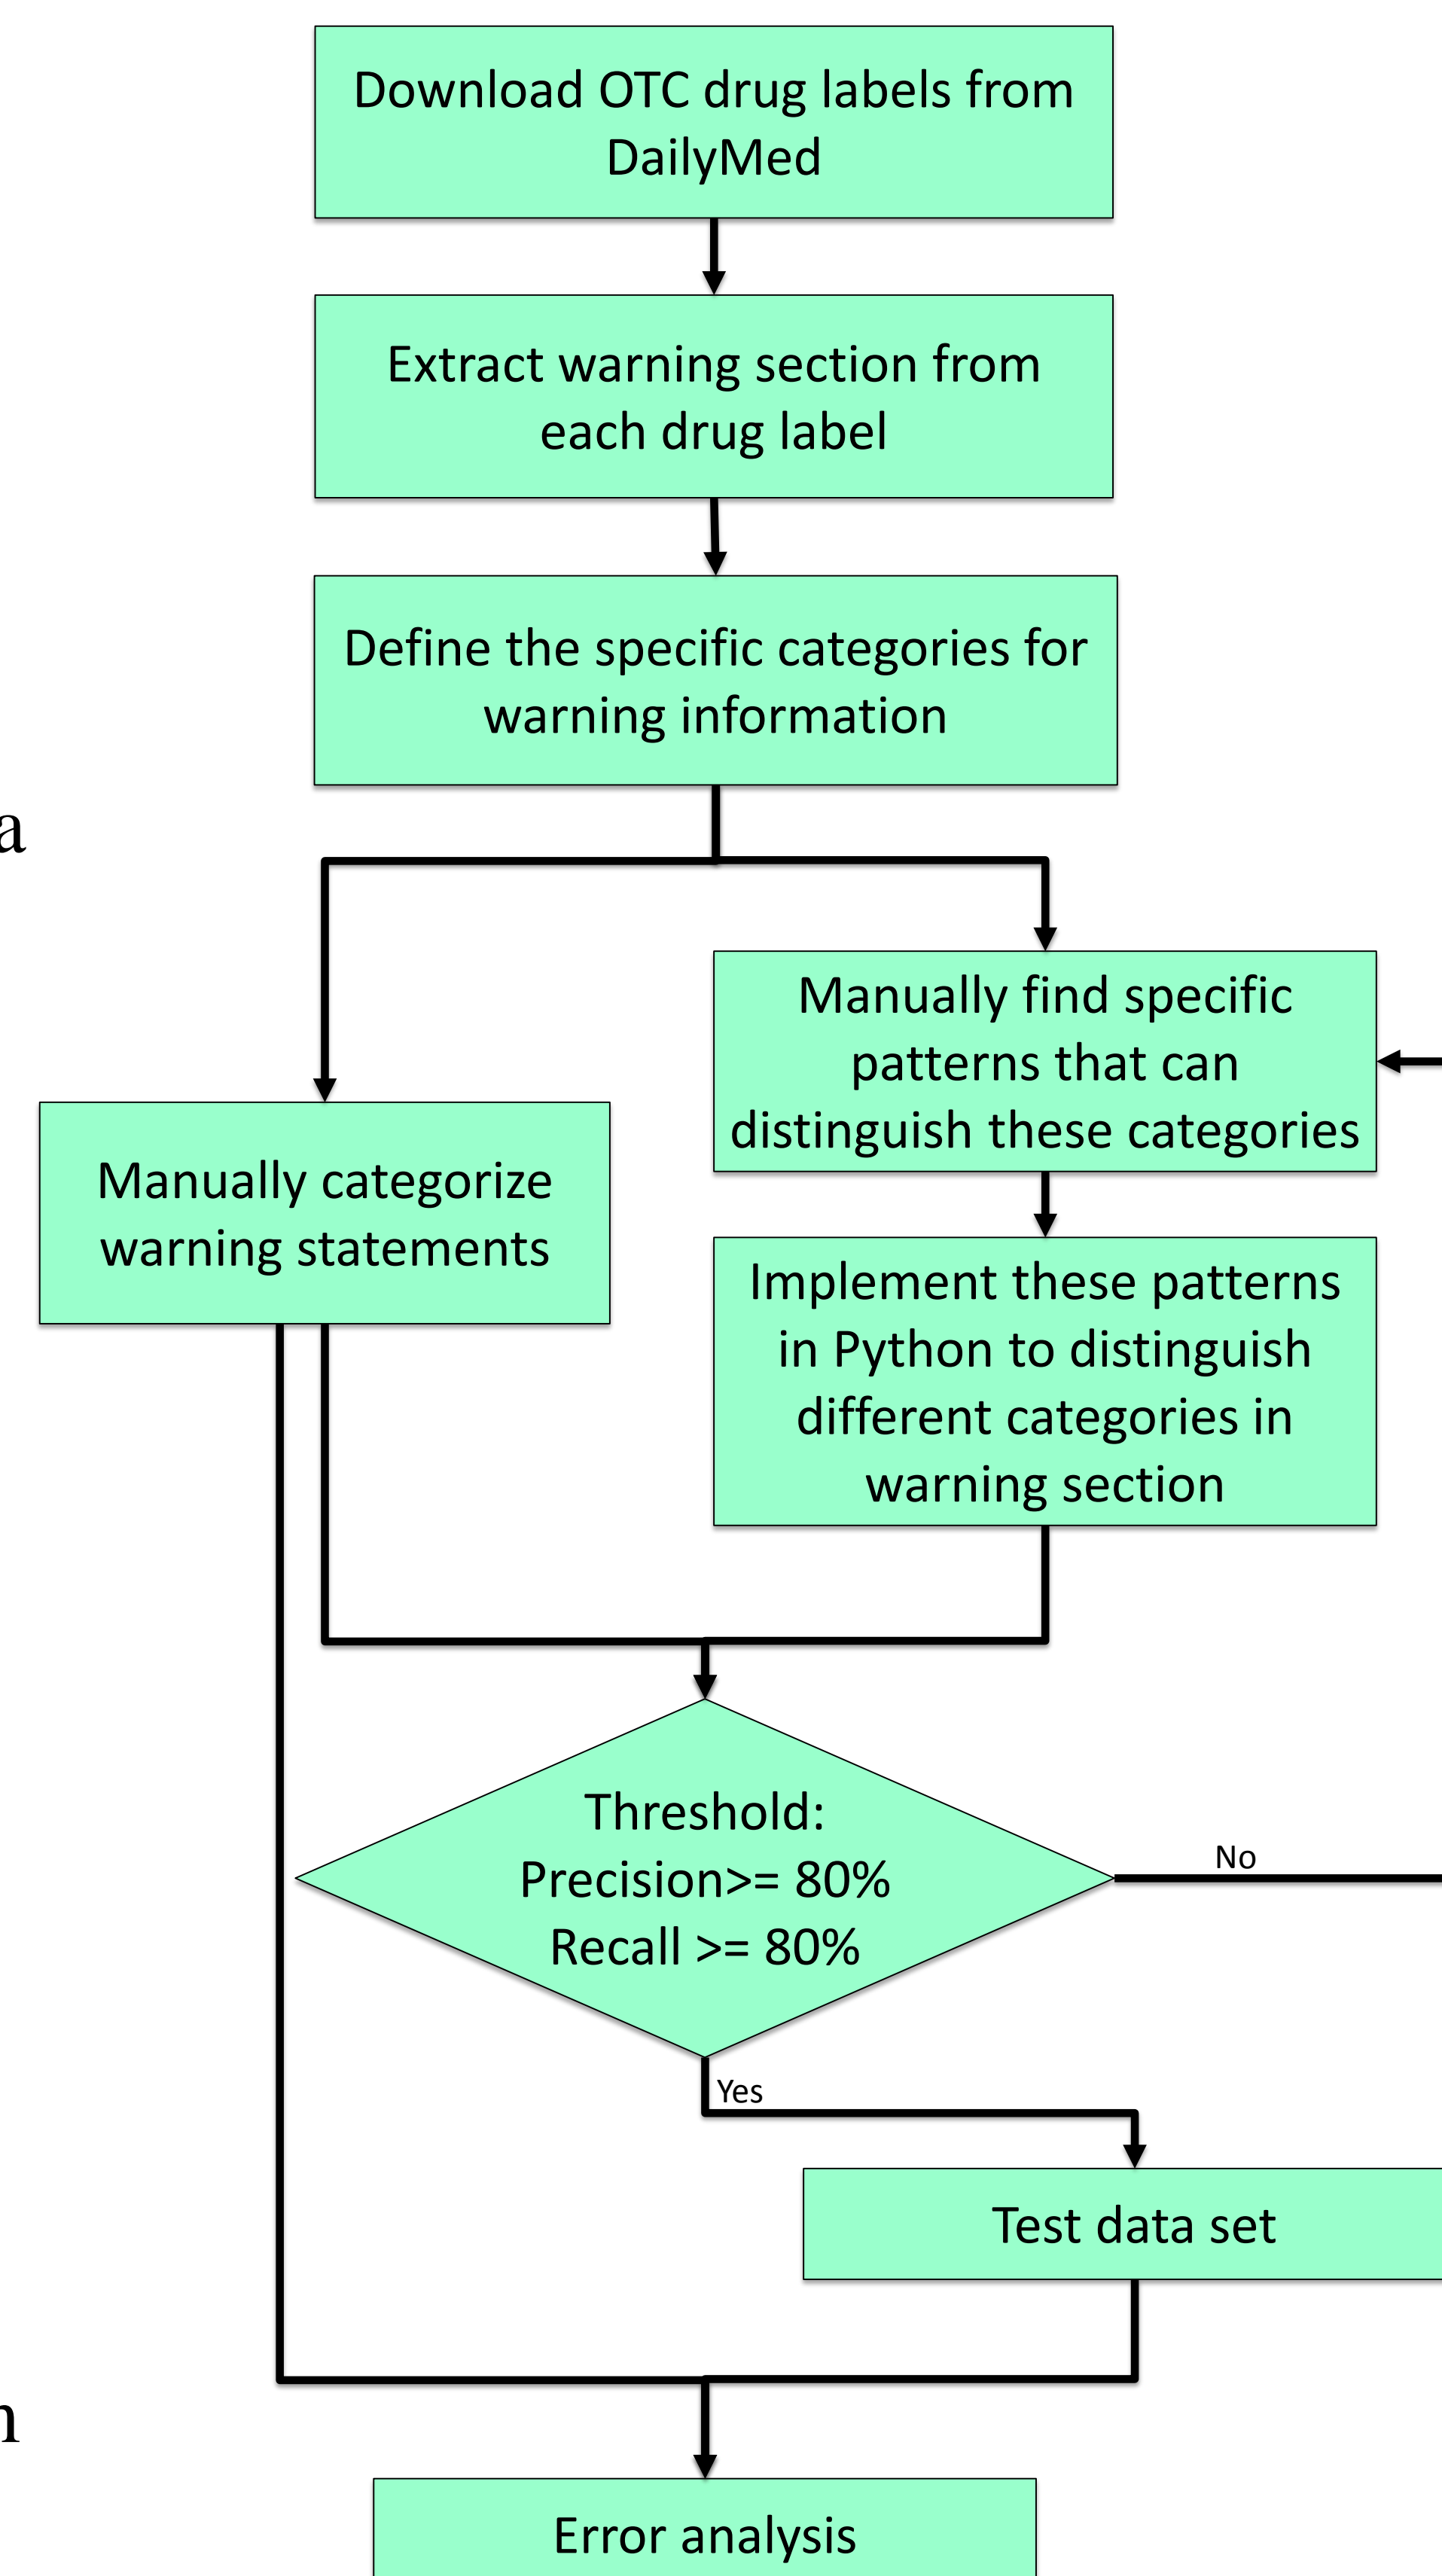 Download OTC drug labels from
DailyMed
Extract warning section from
each drug label
Define the specific categories for
warning information
a
Manually find specific
patterns that can
distinguish these categories
Manually categorize
warning statements
Implement these patterns
in Python to distinguish
different categories in
warning section
Threshold:
Precision>= 80%
Recall >= 80%
No
Yes
Test data set
n
Error analysis